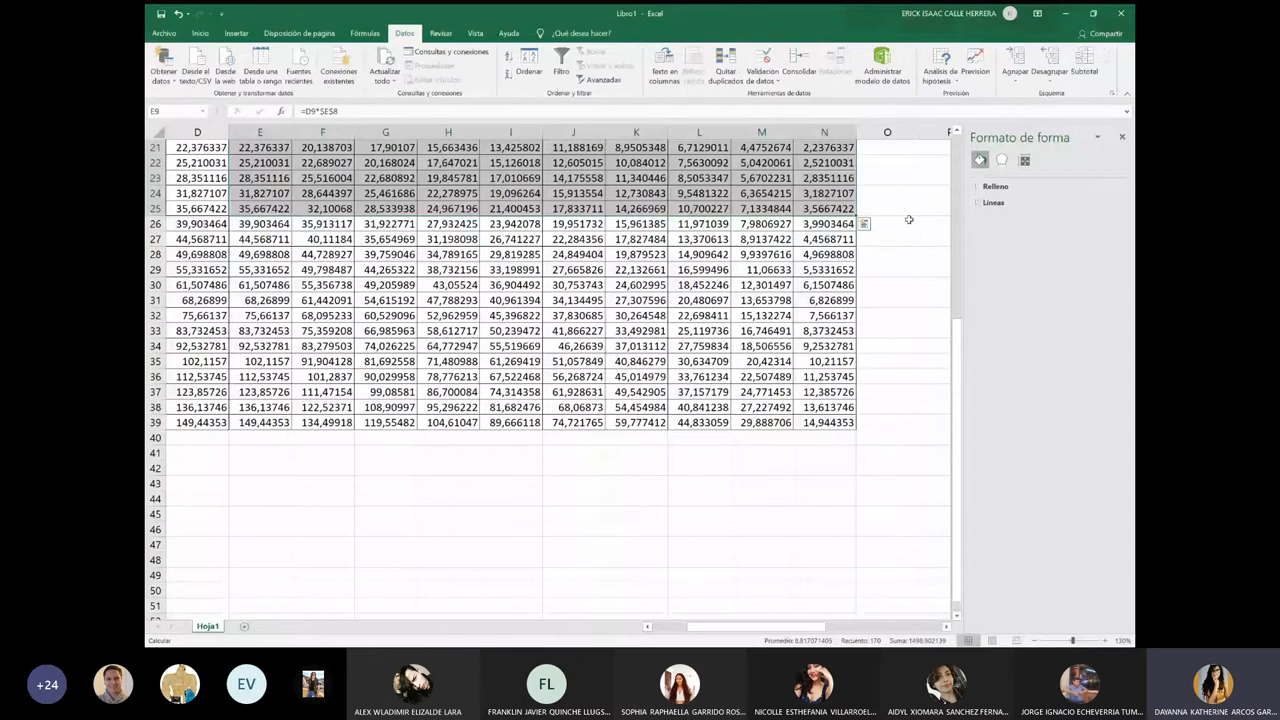 Libro1 - Excel
ERICK ISAAC CALLE HERRERA
Archivo Inicio Insertar Disposición de página Fórmulas Datos Revisar Vista Ayuda ¿Qué desea hacer? Compartir
Obtener datos
Desde el texto/CSV
Desde la web
Desde una tabla o rango
Fuentes recientes
Conexiones existentes
Obtener y transformar datos
Actualizar todo
Consultas y conexiones
Propiedades
Consultas y conexiones
Ordenar
Filtro
Borrar
Avanzadas
Ordenar y filtrar
Texto en columnas
Quitar duplicados
Validación de datos
Consolidar
Relaciones
Administrar modelo de datos
Herramientas de datos
Análisis de hipótesis
Previsión
Previsión
Agrupar
Desagrupar
Subtotal
Esquema
E9 fx =D9*$E$8
Formato de forma
Relleno
Líneas
D E F G H I J K L M N O
21 22,376337 22,376337 20,138703 17,90107 15,663436 13,425802 11,188169 8,9505348 6,7129011 4,4752674 2,2376337
22 25,210031 25,210031 22,689027 20,168024 17,647021 15,126018 12,605015 10,084012 7,5630092 5,0420061 2,5210031
23 28,351116 28,351116 25,516004 22,680892 19,845781 17,010669 14,175558 11,340446 8,5053347 5,6702231 2,8351116
24 31,827107 31,827107 28,644397 25,461686 22,278975 19,096264 15,913554 12,730843 9,5481322 6,3654215 3,1827107
25 35,667422 35,667422 32,10068 28,533938 24,967196 21,400453 17,833711 14,266969 10,700227 7,1334844 3,5667422
26 39,903464 39,903464 35,913117 31,922771 27,932425 23,942078 19,951732 15,961385 11,971039 7,9806927 3,9903464
27 44,568711 44,568711 40,11184 35,654969 31,198098 26,741227 22,284356 17,827484 13,370613 8,9137422 4,4568711
28 49,698808 49,698808 44,728927 39,759046 34,789165 29,819285 24,849404 19,879523 14,909642 9,9397616 4,9698808
29 55,331652 55,331652 49,798487 44,265322 38,732156 33,198991 27,665826 22,132661 16,599496 11,06633 5,5331652
30 61,507486 61,507486 55,356738 49,205989 43,05524 36,904492 30,753743 24,602995 18,452246 12,301497 6,1507486
31 68,26899 68,26899 61,442091 54,615192 47,788293 40,961394 34,134495 27,307596 20,480697 13,653798 6,826899
32 75,66137 75,66137 68,095233 60,529096 52,962959 45,396822 37,830685 30,264548 22,698411 15,132274 7,566137
33 83,732453 83,732453 75,359208 66,985963 58,612717 50,239472 41,866227 33,492981 25,119736 16,746491 8,3732453
34 92,532781 92,532781 83,279503 74,026225 64,772947 55,519669 46,26639 37,013112 27,759834 18,506556 9,2532781
35 102,1157 102,1157 91,904128 81,692558 71,480988 61,269419 51,057849 40,846279 30,634709 20,42314 10,21157
36 112,53745 112,53745 101,2837 90,029958 78,776213 67,522468 56,268724 45,014979 33,761234 22,507489 11,253745
37 123,85726 123,85726 111,47154 99,08581 86,700084 74,314358 61,928631 49,542905 37,157179 24,771453 12,385726
38 136,13746 136,13746 122,52371 108,90997 95,296222 81,682476 68,06873 54,454984 40,841238 27,227492 13,613746
39 149,44353 149,44353 134,49918 119,55482 104,61047 89,666118 74,721765 59,777412 44,833059 29,888706 14,944353
40
41
42
43
44
45
46
47
48
49
50
51
Hoja1
Calcular Promedio: 8,817071405 Recuento: 170 Suma: 1498,902139 130%
+24
EV
ALEX WLADIMIR ELIZALDE LARA
FL
FRANKLIN JAVIER QUINCHE LLUGS...
SOPHIA RAPHAELLA GARRIDO ROS...
NICOLLE ESTHEFANIA VILLARROEL...
AIDYL XIOMARA SANCHEZ FERNA...
JORGE IGNACIO ECHEVERRIA TUM...
DAYANNA KATHERINE ARCOS GAR...